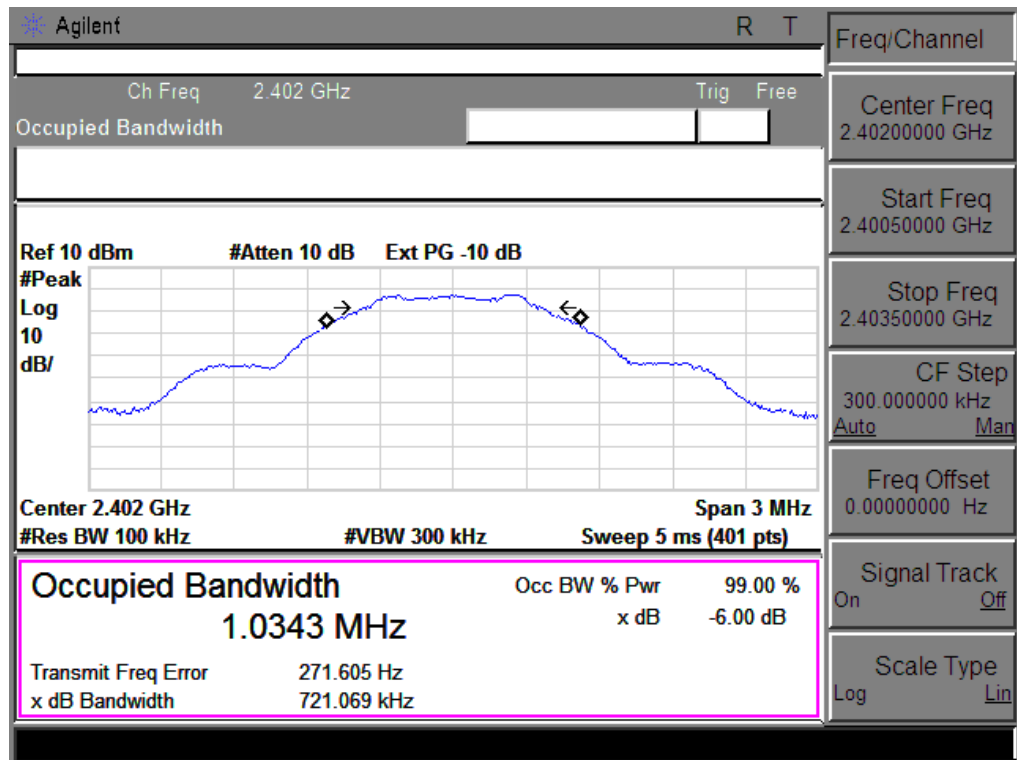 Agilent R T
Ch Freq 2.402 GHz Trig Free
Occupied Bandwidth
Ref 10 dBm #Atten 10 dB Ext PG -10 dB
#Peak
Log
10
dB/
Center 2.402 GHz Span 3 MHz
#Res BW 100 kHz #VBW 300 kHz Sweep 5 ms (401 pts)
Occupied Bandwidth Occ BW % Pwr 99.00 %
1.0343 MHz x dB -6.00 dB
Transmit Freq Error 271.605 Hz
x dB Bandwidth 721.069 kHz
Freq/Channel
Center Freq
2.40200000 GHz
Start Freq
2.40050000 GHz
Stop Freq
2.40350000 GHz
CF Step
300.000000 kHz
Auto Man
Freq Offset
0.00000000 Hz
Signal Track
On Off
Scale Type
Log Lin